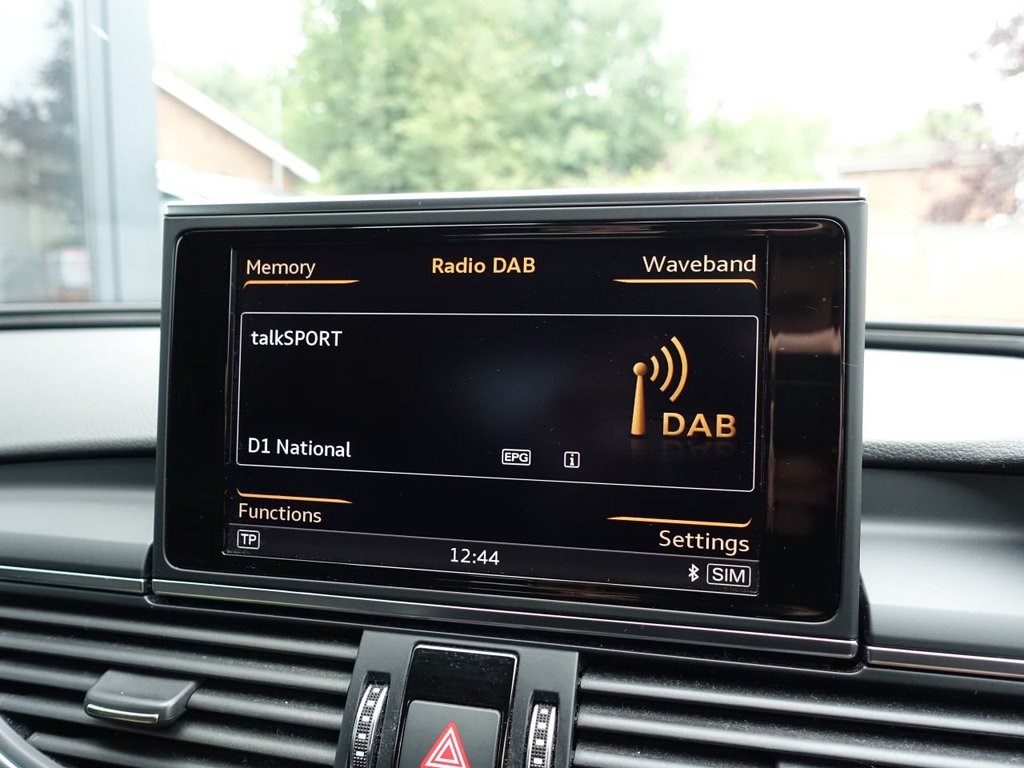 Memory
Radio DAB
Waveband
talkSPORT
DAB
D1 National
EPG
i
Functions
Settings
TP
12:44
SIM